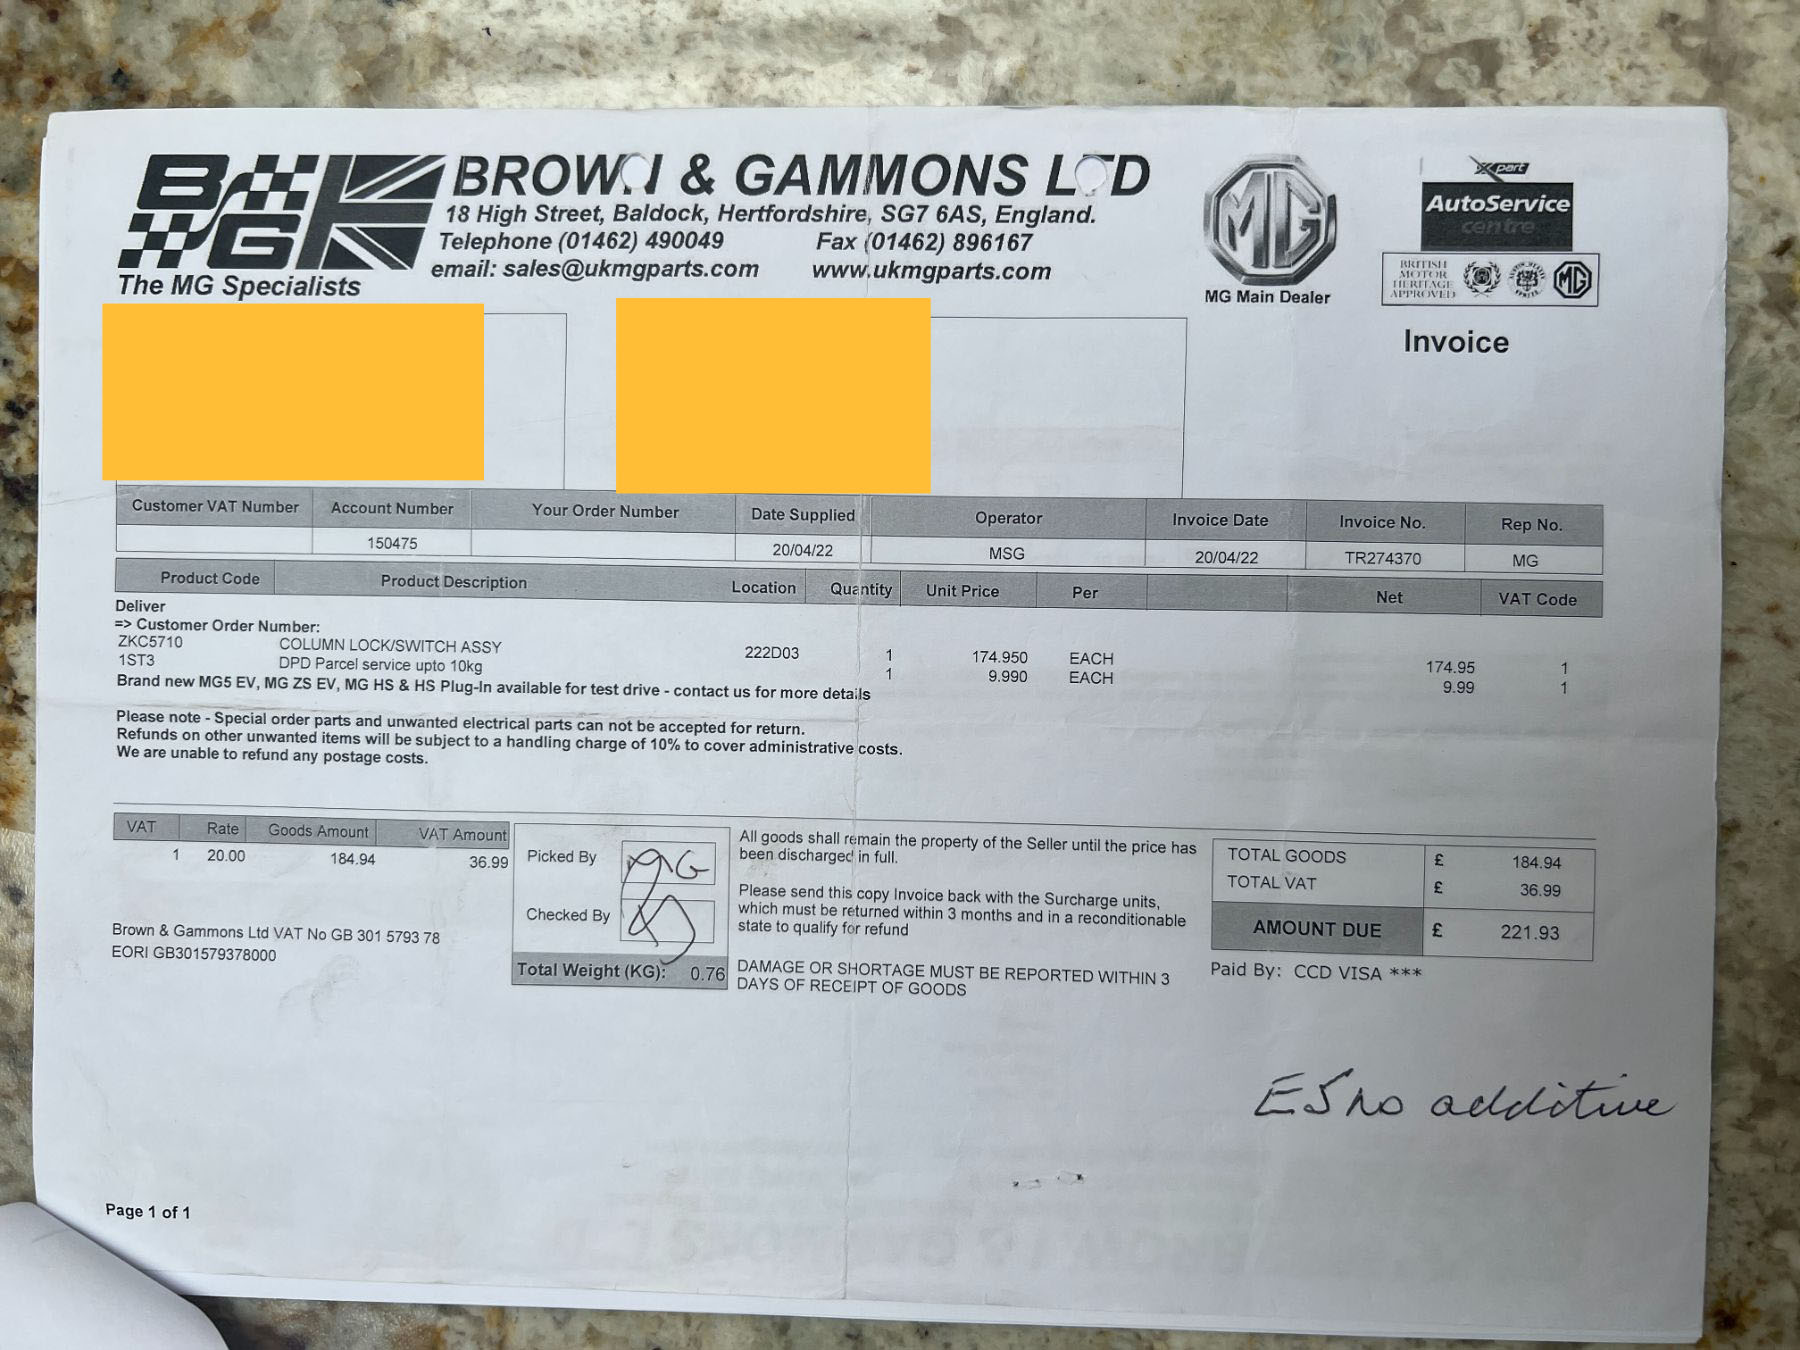 BG
BROWN & GAMMONS LTD
18 High Street, Baldock, Hertfordshire, SG7 6AS, England.
Telephone (01462) 490049 Fax (01462) 896167
email: sales@ukmgparts.com www.ukmgparts.com
The MG Specialists
MG
MG Main Dealer
Xpart
AutoService
centre
BRITISH
MOTOR
HERITAGE
APPROVED
MG
Invoice
Customer VAT Number Account Number Your Order Number Date Supplied Operator Invoice Date Invoice No. Rep No.
150475 20/04/22 MSG 20/04/22 TR274370 MG
Product Code Product Description Location Quantity Unit Price Per Net VAT Code
Deliver
=> Customer Order Number:
ZKC5710 COLUMN LOCK/SWITCH ASSY 222D03 1 174.950 EACH 174.95 1
1ST3 DPD Parcel service upto 10kg 1 9.990 EACH 9.99 1
Brand new MG5 EV, MG ZS EV, MG HS & HS Plug-In available for test drive - contact us for more details
Please note - Special order parts and unwanted electrical parts can not be accepted for return.
Refunds on other unwanted items will be subject to a handling charge of 10% to cover administrative costs.
We are unable to refund any postage costs.
VAT Rate Goods Amount VAT Amount
1 20.00 184.94 36.99
Brown & Gammons Ltd VAT No GB 301 5793 78
EORI GB301579378000
Picked By MG
Checked By
Total Weight (KG): 0.76
All goods shall remain the property of the Seller until the price has
been discharged in full.
Please send this copy Invoice back with the Surcharge units,
which must be returned within 3 months and in a reconditionable
state to qualify for refund
DAMAGE OR SHORTAGE MUST BE REPORTED WITHIN 3
DAYS OF RECEIPT OF GOODS
TOTAL GOODS £ 184.94
TOTAL VAT £ 36.99
AMOUNT DUE £ 221.93
Paid By: CCD VISA ***
E5 no additive
Page 1 of 1